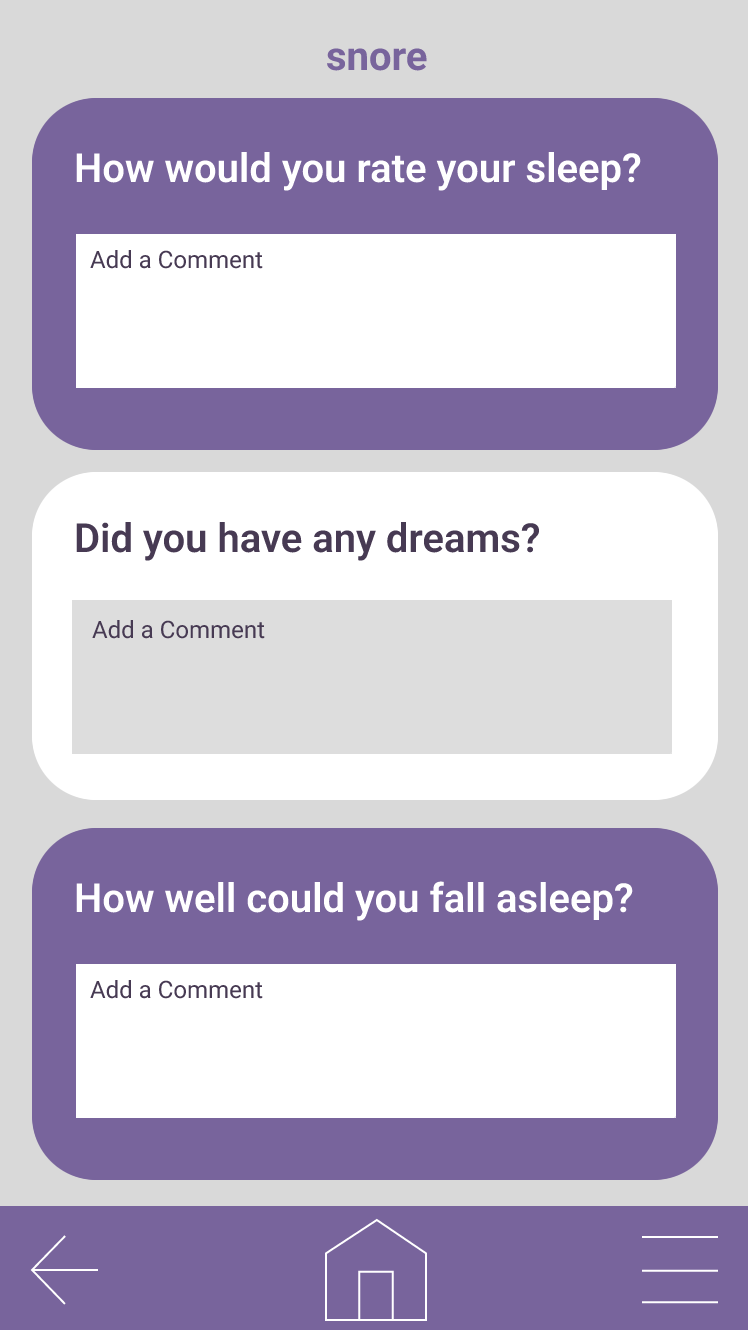 snore
How would you rate your sleep?
Add a Comment
Did you have any dreams?
Add a Comment
How well could you fall asleep?
Add a Comment